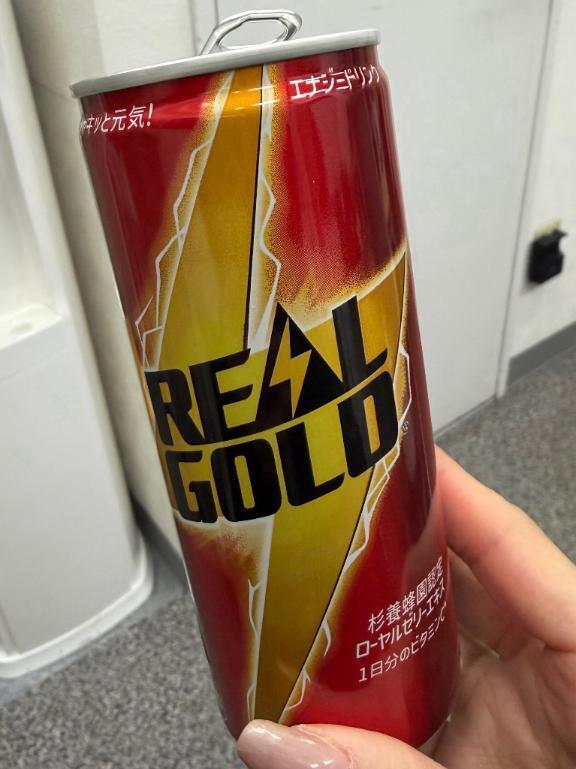 キッと元気!
エナジードリンク
REAL
GOLD
®
杉養蜂園認定
ローヤルゼリーエキス
1日分のビタミンC